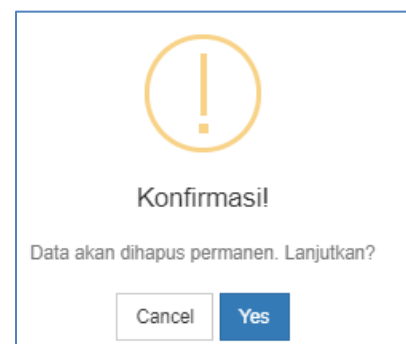 Konfirmasi!
Data akan dihapus permanen. Lanjutkan?
Cancel Yes